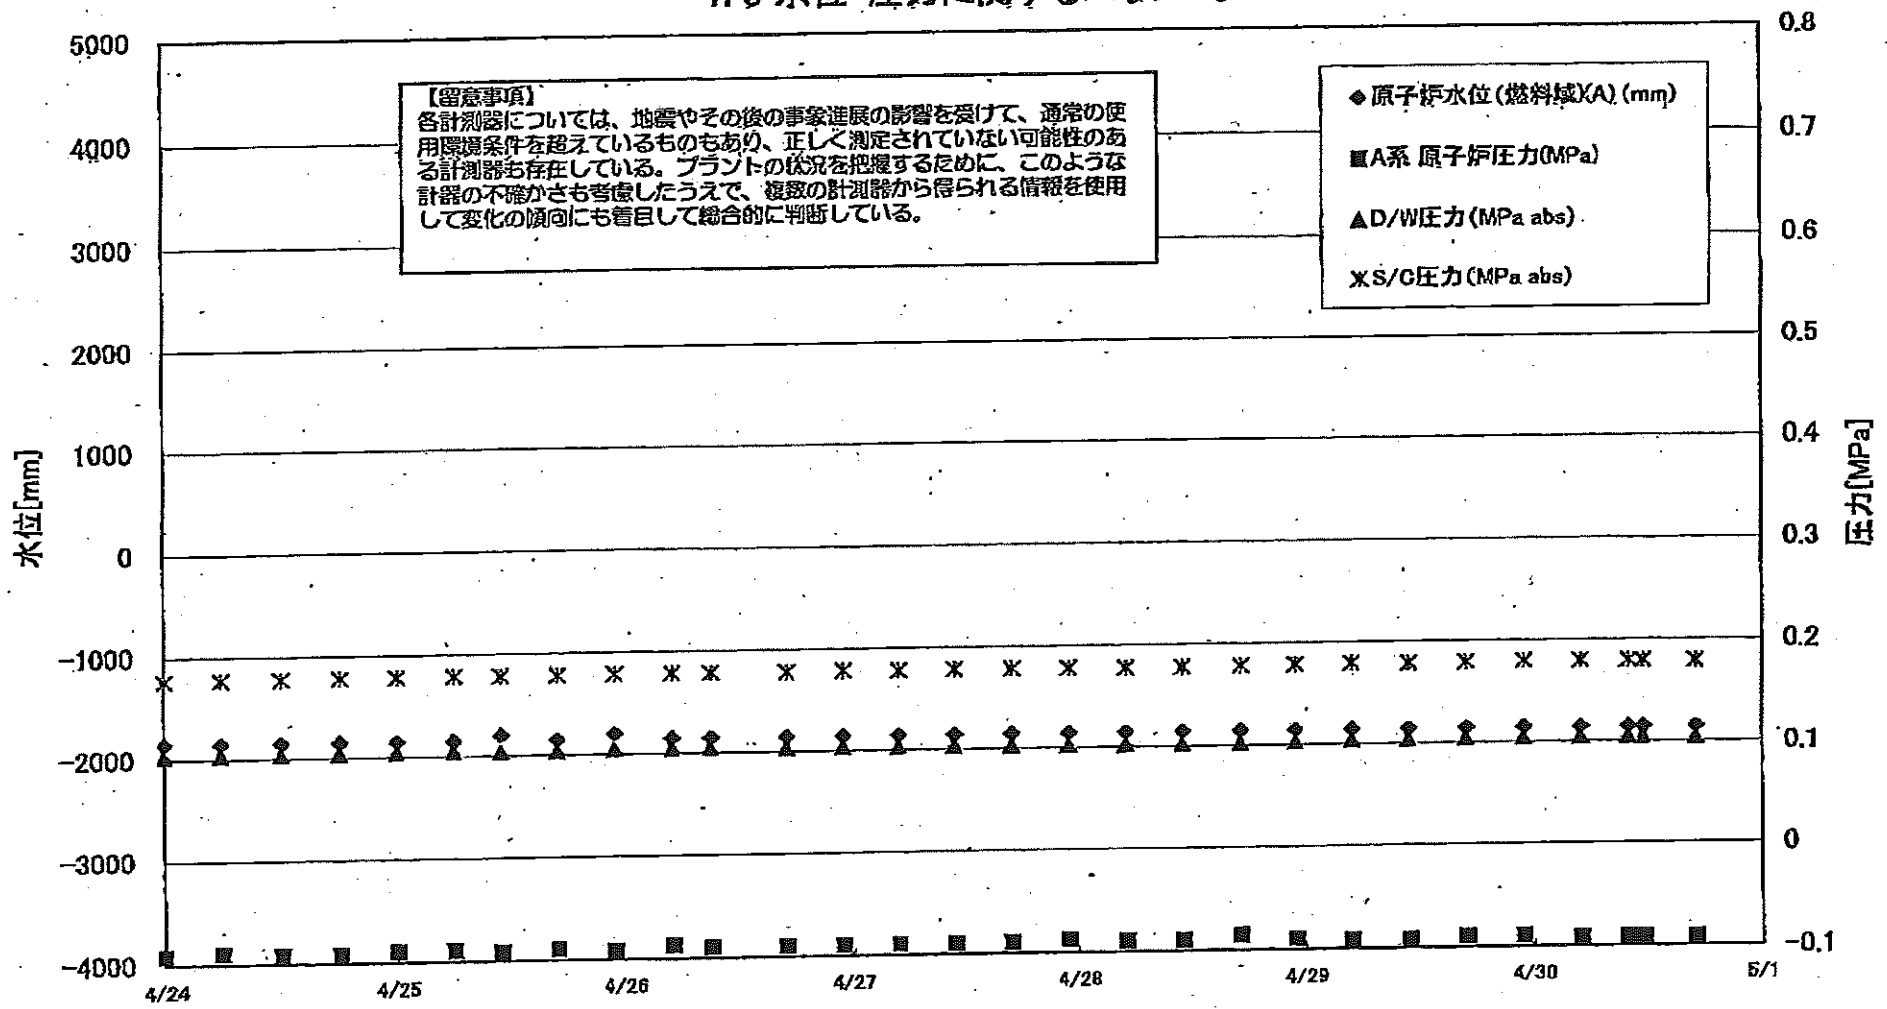 水位・圧力に関する
5000
4000
3000
2000
1000
0
-1000
-2000
-3000
-4000
水位[mm]
【留意事項】
各計測器については、地震やその後の事象進展の影響を受けて、通常の使
用環境条件を超えているものもあり、正しく測定されていない可能性のあ
る計測器も存在している。プラントの状況を把握するために、このような
計器の不確かさも考慮したうえで、複数の計測器から得られる情報を使用
して変化の傾向にも着目して総合的に判断している。
◆原子炉水位(燃料域)(A)(mm)
■A系 原子炉圧力(MPa)
▲D/W圧力(MPa abs)
S/C圧力(MPa abs)
0.8
0.7
0.6
0.5
0.4
0.3
0.2
0.1
0
-0.1
圧力[MPa]
4/24
4/25
4/26
4/27
4/28
4/29
4/30
5/1